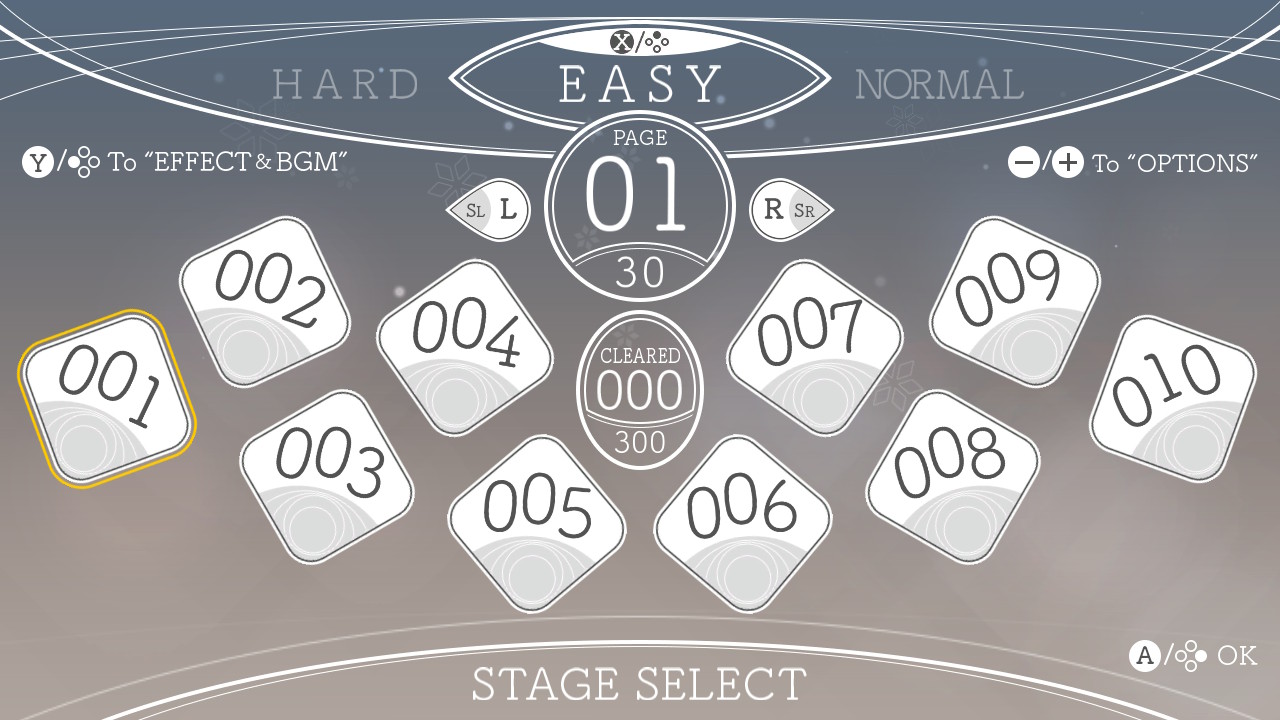 X/
HARD
EASY
NORMAL
PAGE
01
30
Y/ To “EFFECT & BGM”
−/+ To “OPTIONS”
SL L
R SR
001
002
003
004
005
CLEARED
000
300
006
007
008
009
010
A/ OK
STAGE SELECT